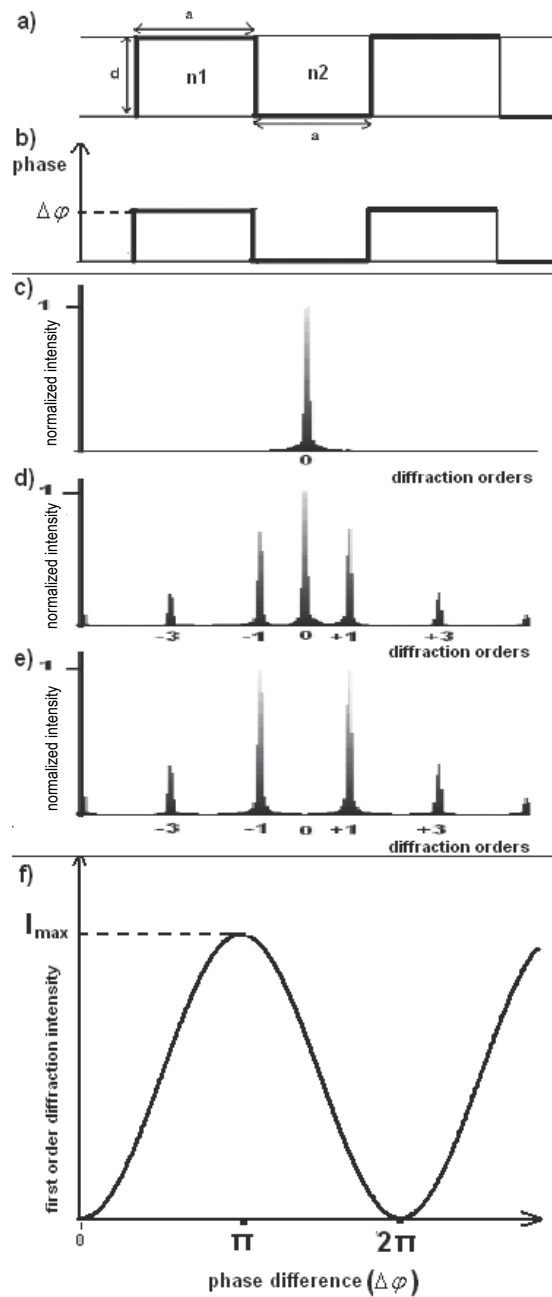 a)
a
d
n1
n2
a
b)
phase
Δφ
c)
1
normalized intensity
0
diffraction orders
d)
1
normalized intensity
-3
-1
0
+1
+3
diffraction orders
e)
1
normalized intensity
-3
-1
0
+1
+3
diffraction orders
f)
Imax
first order diffraction intensity
0
π
2π
phase difference (Δφ)